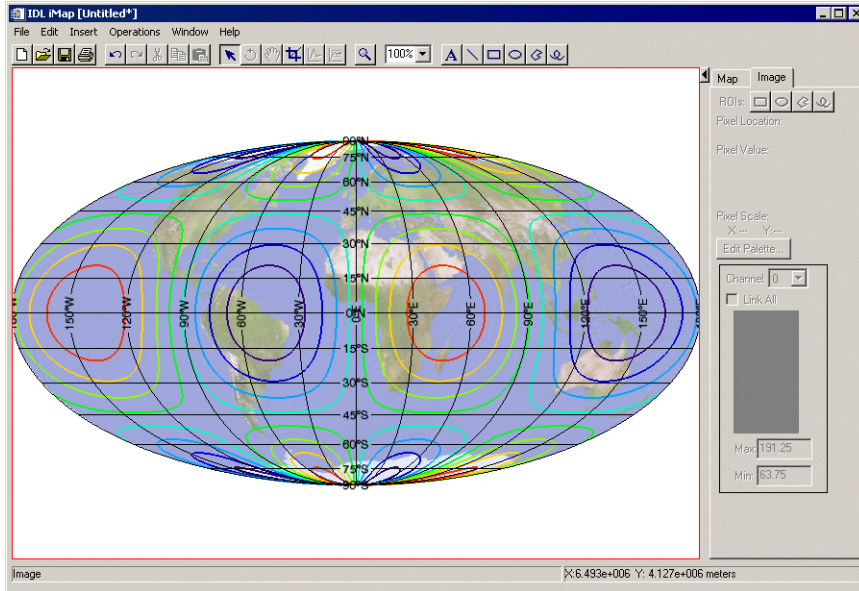 IDL iMap [Untitled*]
File Edit Insert Operations Window Help
100%
A
Map Image
ROIs:
Pixel Location:
Pixel Value:
Pixel Scale:
X:--- Y:---
Edit Palette...
Channel: 0
Link All
Max: 191.25
Min: 63.75
90°N
75°N
60°N
45°N
30°N
15°N
150°W 120°W 90°W 60°W 30°W 0°N 30°E 60°E 90°E 120°E 150°E
15°S
30°S
45°S
60°S
75°S
90°S
Image
X:6.493e+006 Y: 4.127e+006 meters